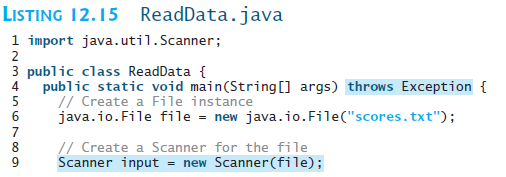 LISTING 12.15 ReadData.java
1 import java.util.Scanner;
2
3 public class ReadData {
4 public static void main(String[] args) throws Exception {
5 // Create a File instance
6 java.io.File file = new java.io.File("scores.txt");
7
8 // Create a Scanner for the file
9 Scanner input = new Scanner(file);